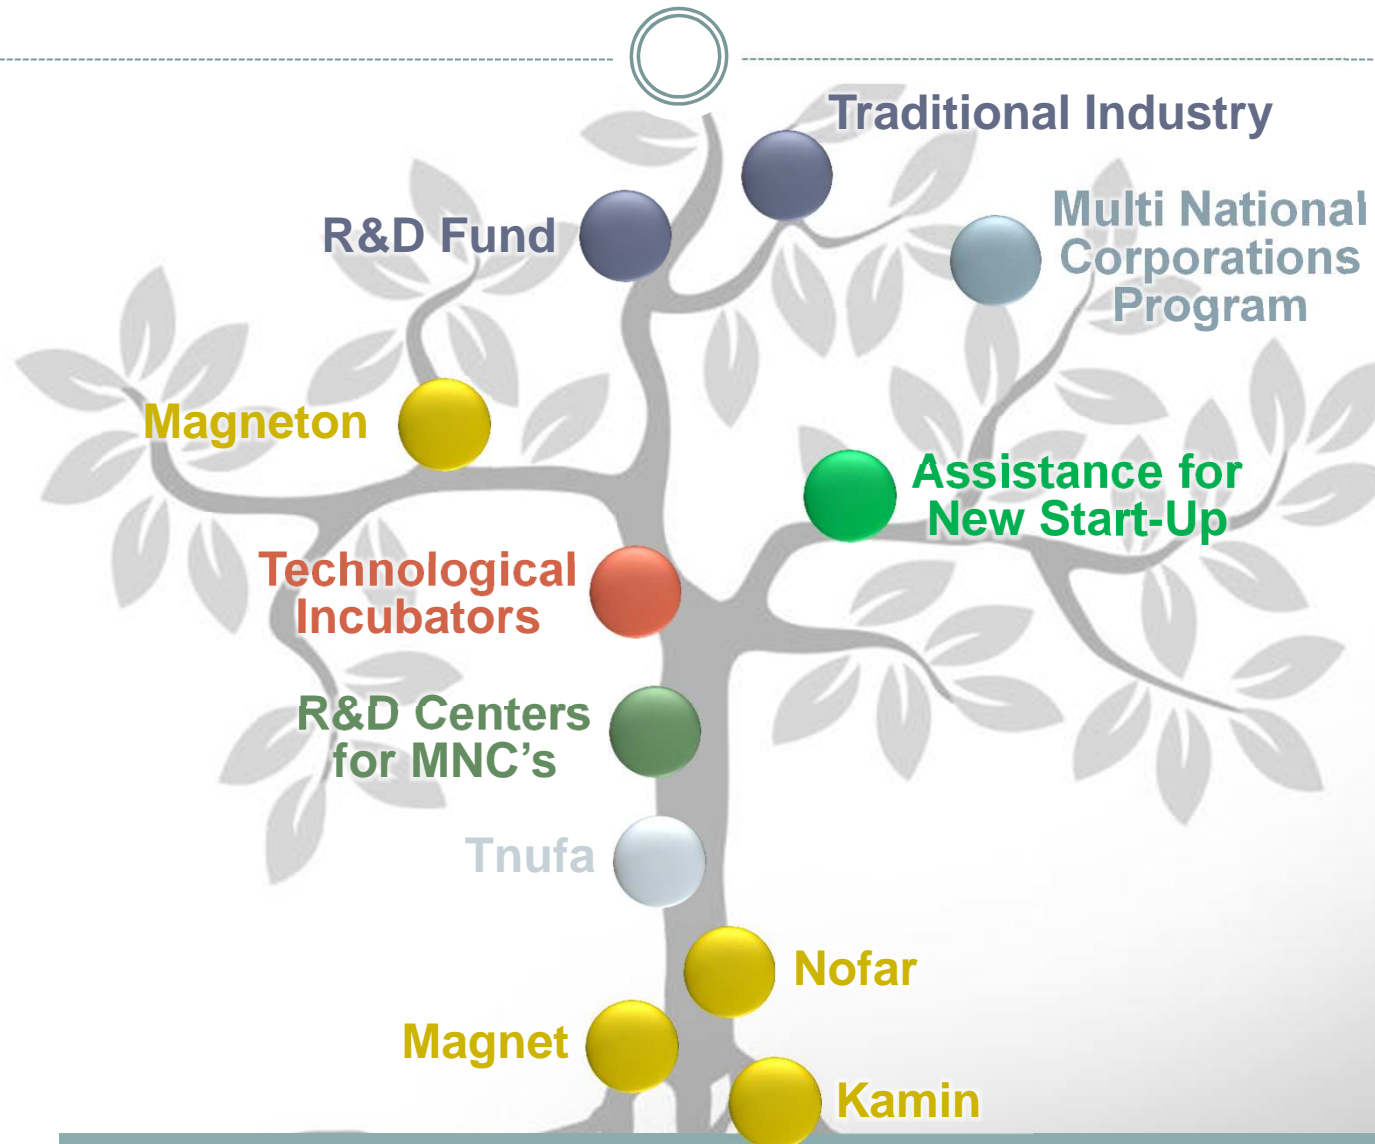 Traditional Industry
R&D Fund
Multi National
Corporations
Program
Magneton
Assistance for
New Start-Up
Technological
Incubators
R&D Centers
for MNC’s
Tnufa
Nofar
Magnet
Kamin